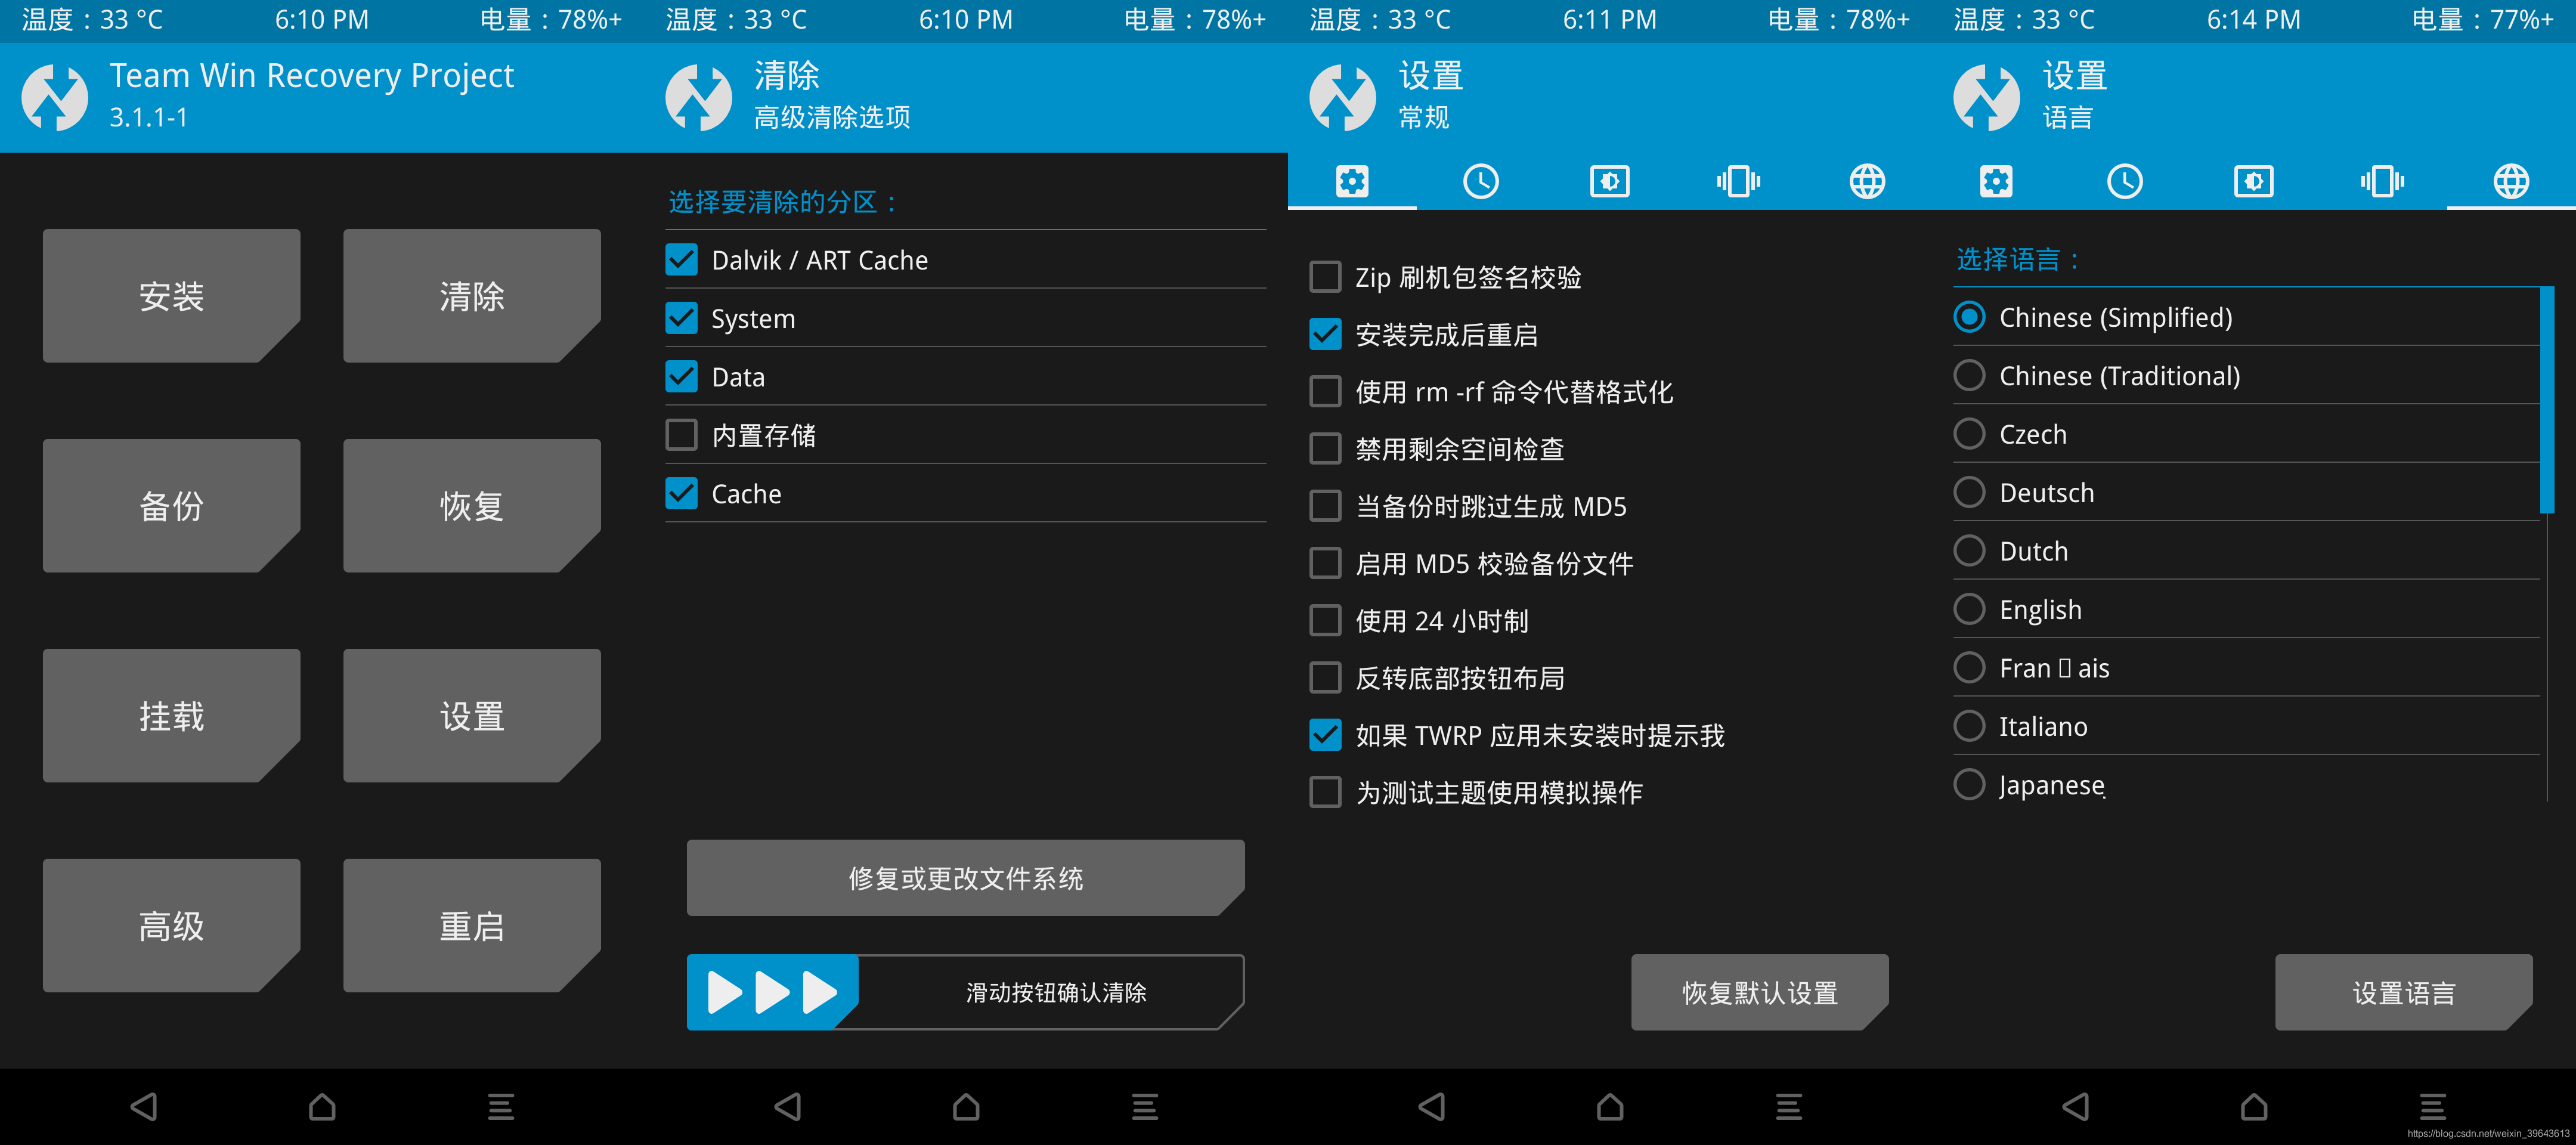 温度：33 °C 6:10 PM 电量：78%+
Team Win Recovery Project
3.1.1-1
安装 清除
备份 恢复
挂载 设置
高级 重启
温度：33 °C 6:10 PM 电量：78%+
清除
高级清除选项
选择要清除的分区：
Dalvik / ART Cache
System
Data
内置存储
Cache
修复或更改文件系统
滑动按钮确认清除
温度：33 °C 6:11 PM 电量：78%+
设置
常规
Zip 刷机包签名校验
安装完成后重启
使用 rm -rf 命令代替格式化
禁用剩余空间检查
当备份时跳过生成 MD5
启用 MD5 校验备份文件
使用 24 小时制
反转底部按钮布局
如果 TWRP 应用未安装时提示我
为测试主题使用模拟操作
恢复默认设置
温度：33 °C 6:14 PM 电量：77%+
设置
语言
选择语言：
Chinese (Simplified)
Chinese (Traditional)
Czech
Deutsch
Dutch
English
Fran▯ais
Italiano
Japanese
设置语言
https://blog.csdn.net/weixin_39643613